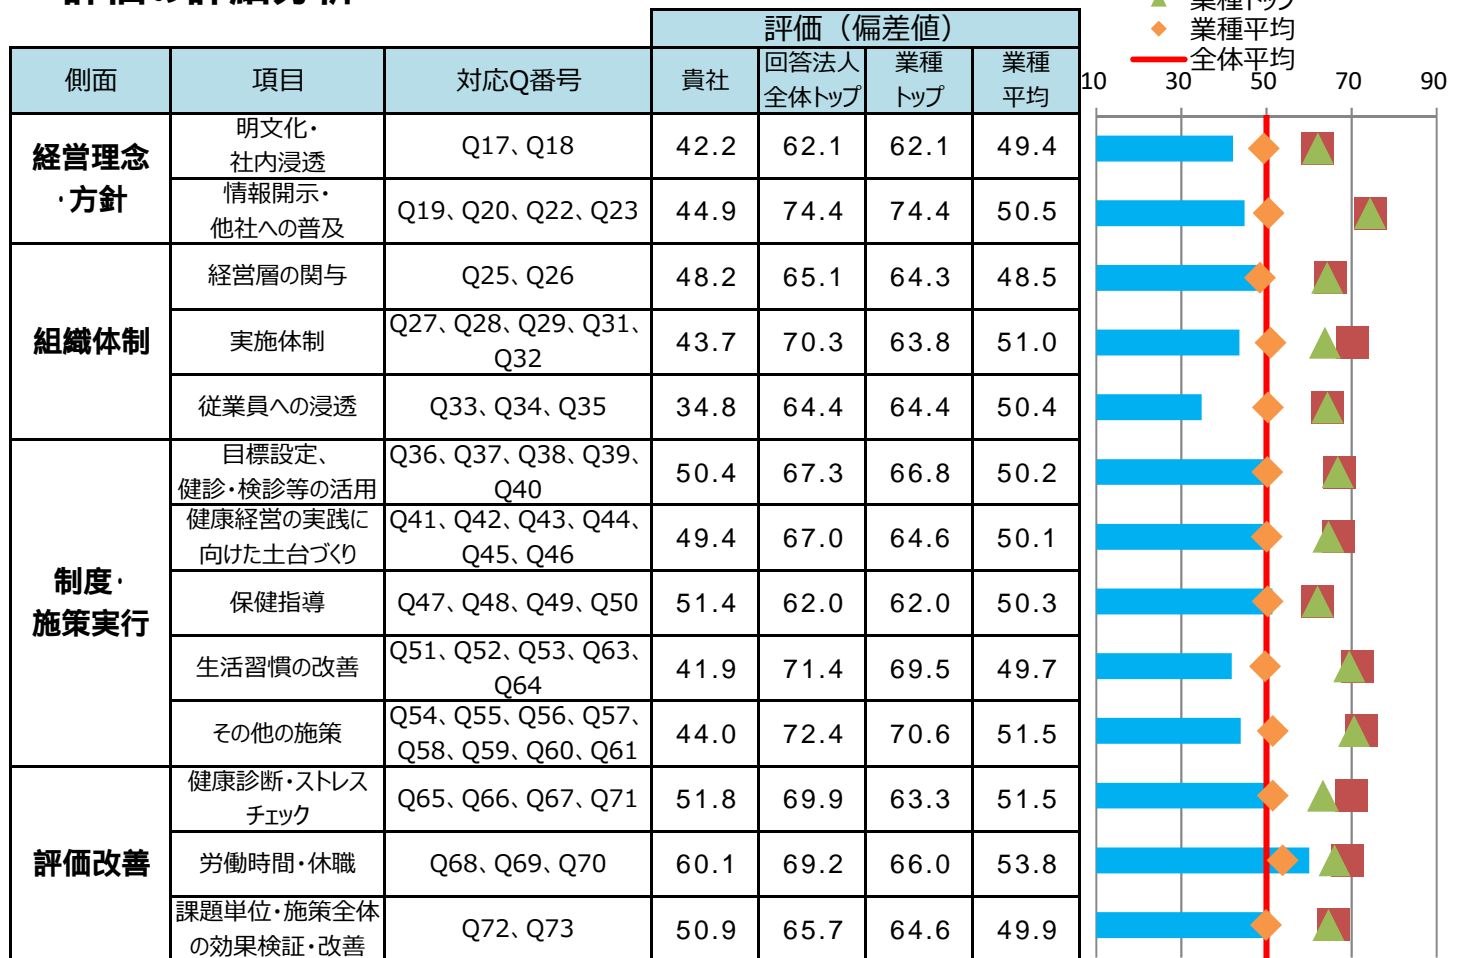 評価の詳細分析
業種トップ
業種平均
全体平均
評価（偏差値）
側面 項目 対応Q番号 貴社 回答法人全体トップ 業種トップ 業種平均
10 30 50 70 90
経営理念・方針
明文化・社内浸透 Q17、Q18 42.2 62.1 62.1 49.4
情報開示・他社への普及 Q19、Q20、Q22、Q23 44.9 74.4 74.4 50.5
組織体制
経営層の関与 Q25、Q26 48.2 65.1 64.3 48.5
実施体制 Q27、Q28、Q29、Q31、Q32 43.7 70.3 63.8 51.0
従業員への浸透 Q33、Q34、Q35 34.8 64.4 64.4 50.4
制度・施策実行
目標設定、健診・検診等の活用 Q36、Q37、Q38、Q39、Q40 50.4 67.3 66.8 50.2
健康経営の実践に向けた土台づくり Q41、Q42、Q43、Q44、Q45、Q46 49.4 67.0 64.6 50.1
保健指導 Q47、Q48、Q49、Q50 51.4 62.0 62.0 50.3
生活習慣の改善 Q51、Q52、Q53、Q63、Q64 41.9 71.4 69.5 49.7
その他の施策 Q54、Q55、Q56、Q57、Q58、Q59、Q60、Q61 44.0 72.4 70.6 51.5
評価改善
健康診断・ストレスチェック Q65、Q66、Q67、Q71 51.8 69.9 63.3 51.5
労働時間・休職 Q68、Q69、Q70 60.1 69.2 66.0 53.8
課題単位・施策全体の効果検証・改善 Q72、Q73 50.9 65.7 64.6 49.9